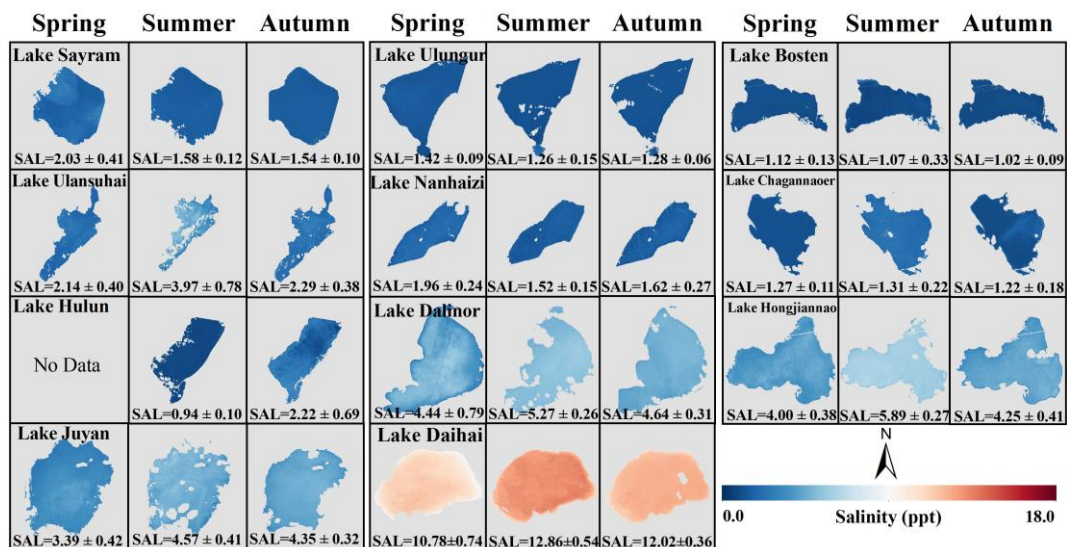 Spring Summer Autumn Spring Summer Autumn Spring Summer Autumn
Lake Sayram Lake Ulungur Lake Bosten
SAL=2.03 ± 0.41 1.58 ± 0.12 1.54 ± 0.10 SAL=1.42 ± 0.09 1.26 ± 0.15 1.28 ± 0.06 SAL=1.12 ± 0.13 1.07 ± 0.33 1.02 ± 0.09
Lake Ulansuhai Lake Nanhaizi Lake Chagannaoer
SAL=2.14 ± 0.40 SAL=3.97 ± 0.78 SAL=2.29 ± 0.38 SAL=1.96 ± 0.24 SAL=1.52 ± 0.15 SAL=1.62 ± 0.27 SAL=1.27 ± 0.11 SAL=1.31 ± 0.22 SAL=1.22 ± 0.18
Lake Hulun Lake Dalinor Lake Hongjiannao
No Data
SAL=0.94 ± 0.10 SAL=2.22 ± 0.69 SAL=4.44 ± 0.79 SAL=5.27 ± 0.26 SAL=4.64 ± 0.31 SAL=4.00 ± 0.38 SAL=5.89 ± 0.27 SAL=4.25 ± 0.41
Lake Juyan Lake Daihai
N
0.0 Salinity (ppt) 18.0
SAL=3.39 ± 0.42 SAL=4.57 ± 0.41 SAL=4.35 ± 0.32 SAL=10.78±0.74 SAL=12.86±0.54 SAL=12.02±0.36